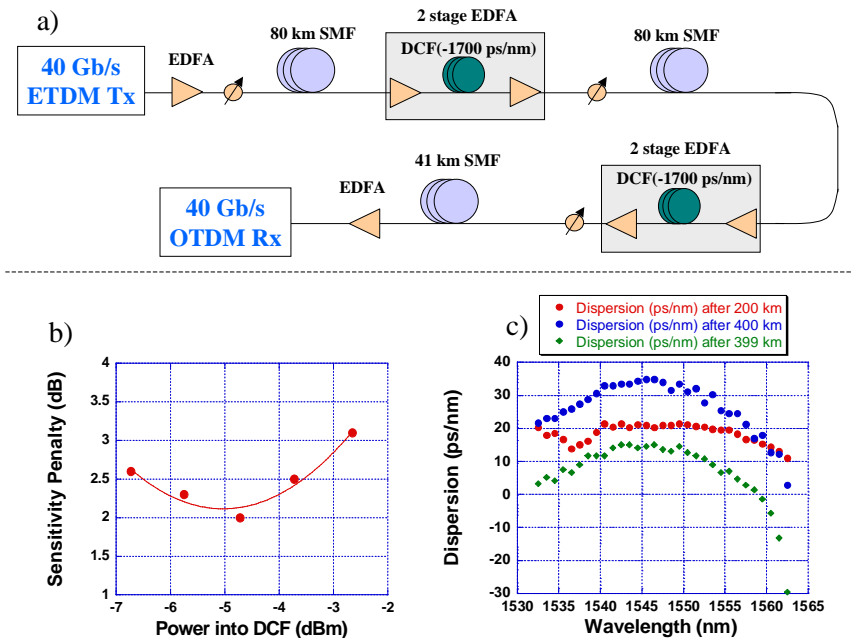 a)
2 stage EDFA
80 km SMF
80 km SMF
EDFA
DCF(-1700 ps/nm)
40 Gb/s
ETDM Tx
2 stage EDFA
41 km SMF
EDFA
DCF(-1700 ps/nm)
40 Gb/s
OTDM Rx
b)
Sensitivity Penalty (dB)
4
3.5
3
2.5
2
1.5
1
-7
-6
-5
-4
-3
-2
Power into DCF (dBm)
c)
Dispersion (ps/nm) after 200 km
Dispersion (ps/nm) after 400 km
Dispersion (ps/nm) after 399 km
Dispersion (ps/nm)
40
30
20
10
0
-10
-20
-30
1530
1535
1540
1545
1550
1555
1560
1565
Wavelength (nm)